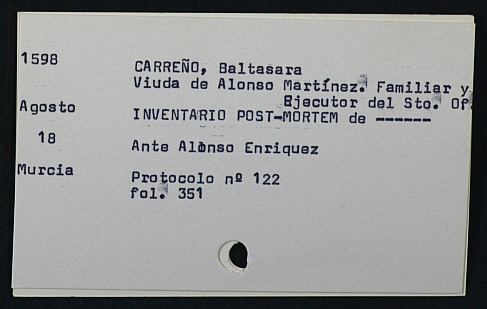 1598
CARREÑO, Baltasara
Viuda de Alonso Martínez. Familiar y
Ejecutor del Sto. Of.
Agosto
INVENTARIO POST-MORTEM de ------
18
Ante Alonso Enriquez
Murcia
Protocolo nº 122
fol. 351